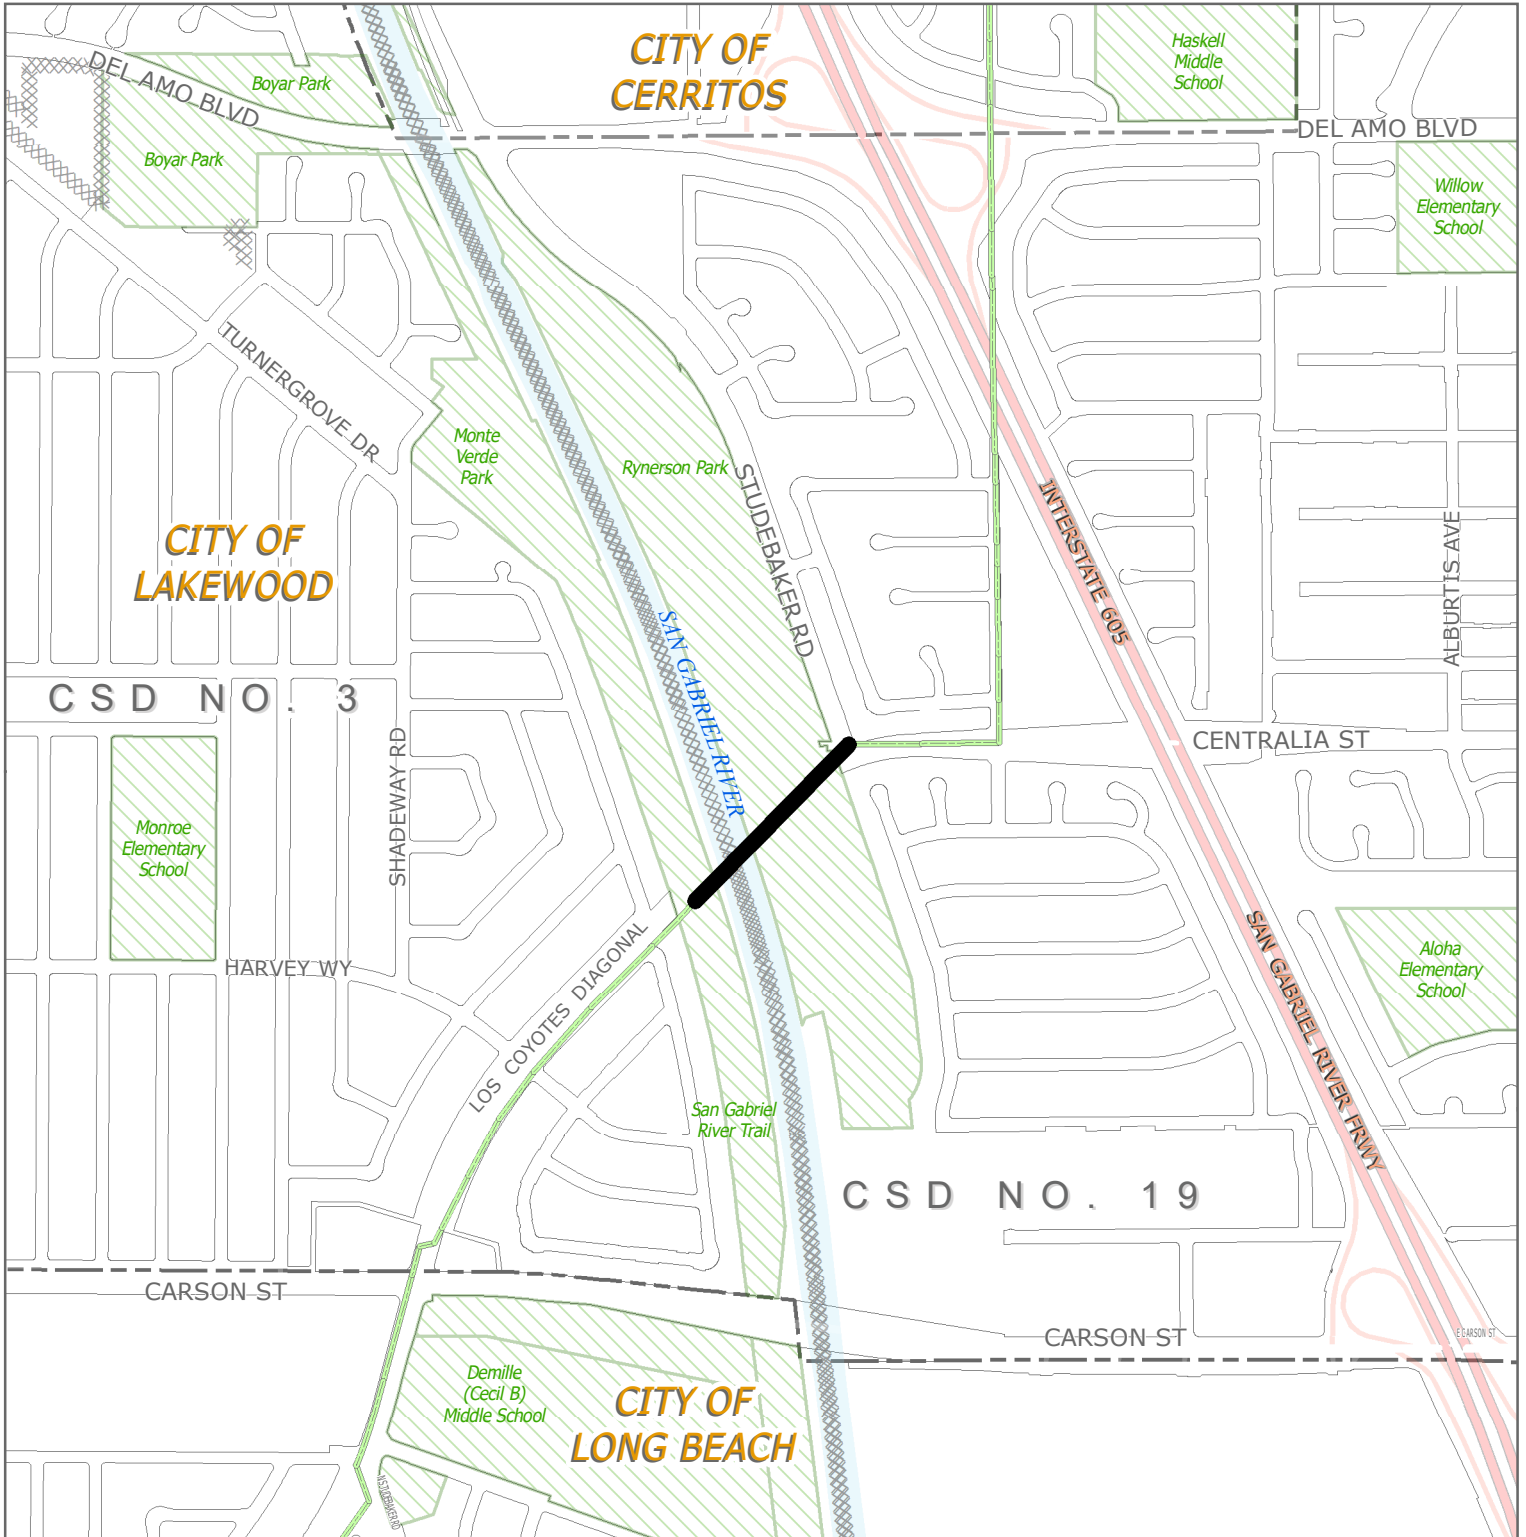 CITY OF
CERRITOS
Haskell
Middle
School
DEL AMO BLVD
Boyar Park
DEL AMO BLVD
Boyar Park
Willow
Elementary
School
TURNERGROVE DR
Monte
Verde
Park
Rynerson Park
STUDEBAKER RD
INTERSTATE 605
ALBURTIS AVE
CITY OF
LAKEWOOD
SAN GABRIEL RIVER
CSD NO. 3
SHADEWAY RD
CENTRALIA ST
Monroe
Elementary
School
HARVEY WY
LOS COYOTES DIAGONAL
SAN GABRIEL RIVER FRWY
Aloha
Elementary
School
San Gabriel
River Trail
CSD NO. 19
CARSON ST
CARSON ST
E CARSON ST
Demille
(Cecil B)
Middle School
CITY OF
LONG BEACH
N STUDEBAKER RD